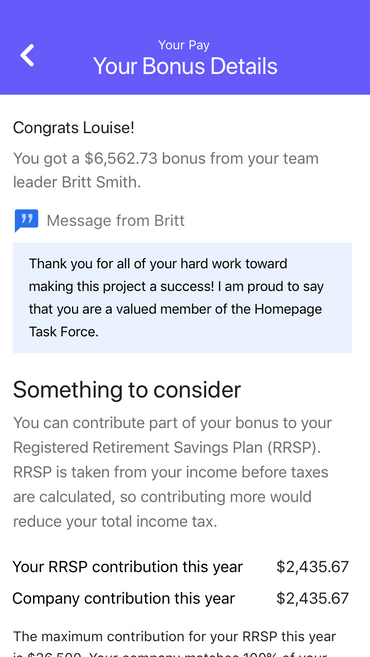 Your Pay
Your Bonus Details
Congrats Louise!
You got a $6,562.73 bonus from your team
leader Britt Smith.
Message from Britt
Thank you for all of your hard work toward
making this project a success! I am proud to say
that you are a valued member of the Homepage
Task Force.
Something to consider
You can contribute part of your bonus to your
Registered Retirement Savings Plan (RRSP).
RRSP is taken from your income before taxes
are calculated, so contributing more would
reduce your total income tax.
Your RRSP contribution this year $2,435.67
Company contribution this year $2,435.67
The maximum contribution for your RRSP this year
is $26,500. Your company matches 100% of your